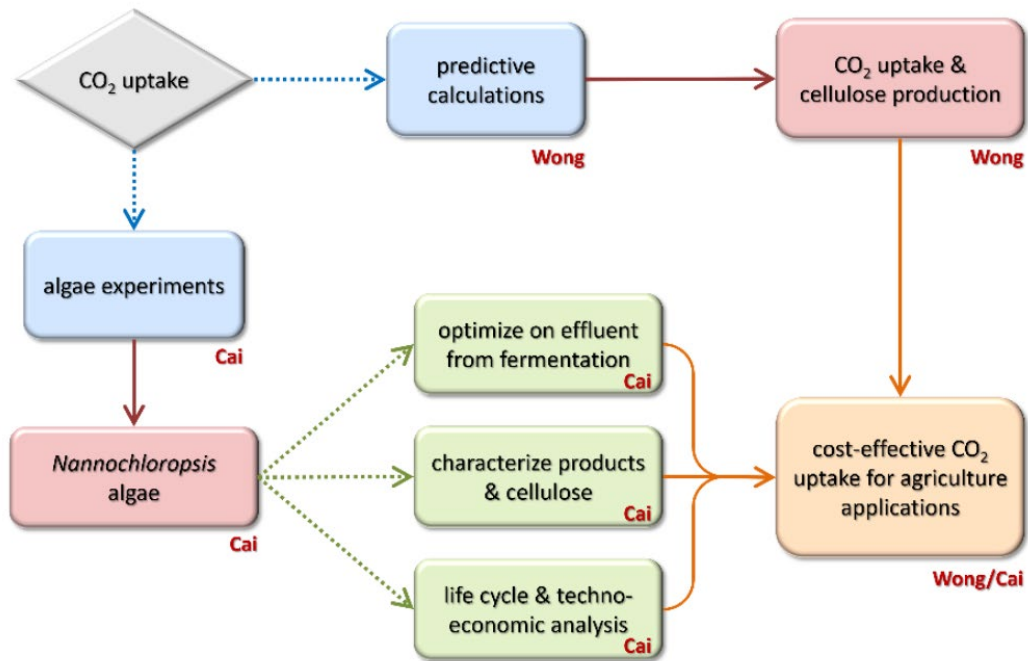 CO₂ uptake
predictive
calculations
Wong
CO₂ uptake &
cellulose production
Wong
algae experiments
Cai
optimize on effluent
from fermentation
Cai
Nannochloropsis
algae
Cai
characterize products
& cellulose
Cai
cost-effective CO₂
uptake for agriculture
applications
Wong/Cai
life cycle & techno-
economic analysis
Cai